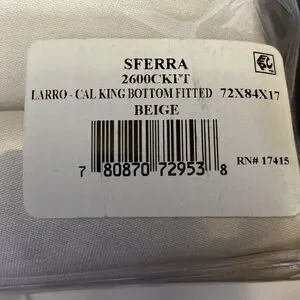 SFERRA
2600CKFT
LARRO - CAL KING BOTTOM FITTED 72X84X17
BEIGE
7 80870 72953 8
RN# 17415